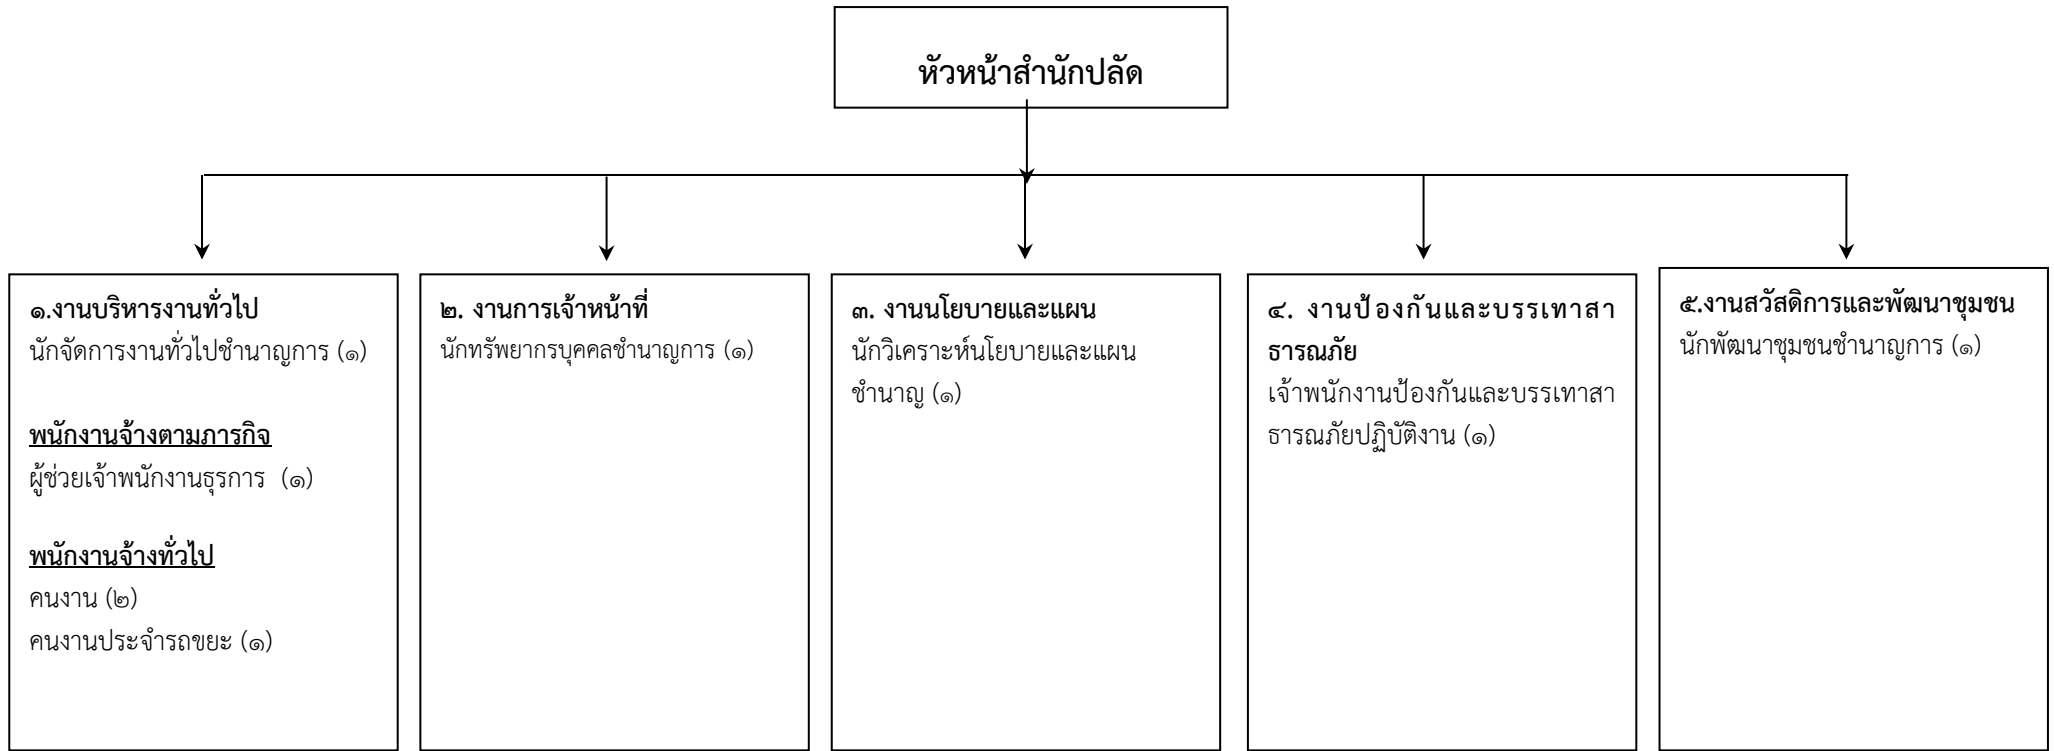 หัวหน้าสำนักปลัด
๑.งานบริหารงานทั่วไป
นักจัดการงานทั่วไปชำนาญการ (๑)
พนักงานจ้างตามภารกิจ
ผู้ช่วยเจ้าพนักงานธุรการ (๑)
พนักงานจ้างทั่วไป
คนงาน (๒)
คนงานประจำรถขยะ (๑)
๒. งานการเจ้าหน้าที่
นักทรัพยากรบุคคลชำนาญการ (๑)
๓. งานนโยบายและแผน
นักวิเคราะห์นโยบายและแผน
ชำนาญ (๑)
๔. งานป้องกันและบรรเทาสา
ธารณภัย
เจ้าพนักงานป้องกันและบรรเทาสา
ธารณภัยปฏิบัติงาน (๑)
๕.งานสวัสดิการและพัฒนาชุมชน
นักพัฒนาชุมชนชำนาญการ (๑)